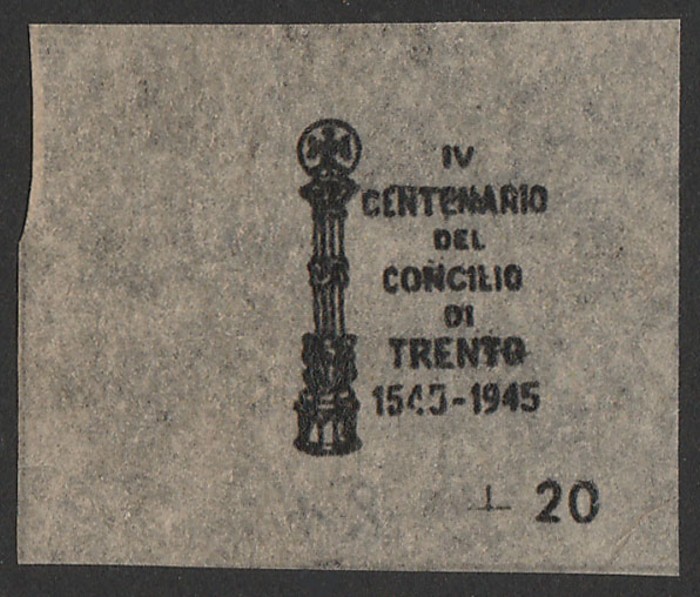 IV
CENTENARIO
DEL
CONCILIO
DI
TRENTO
1545-1945
+ 20